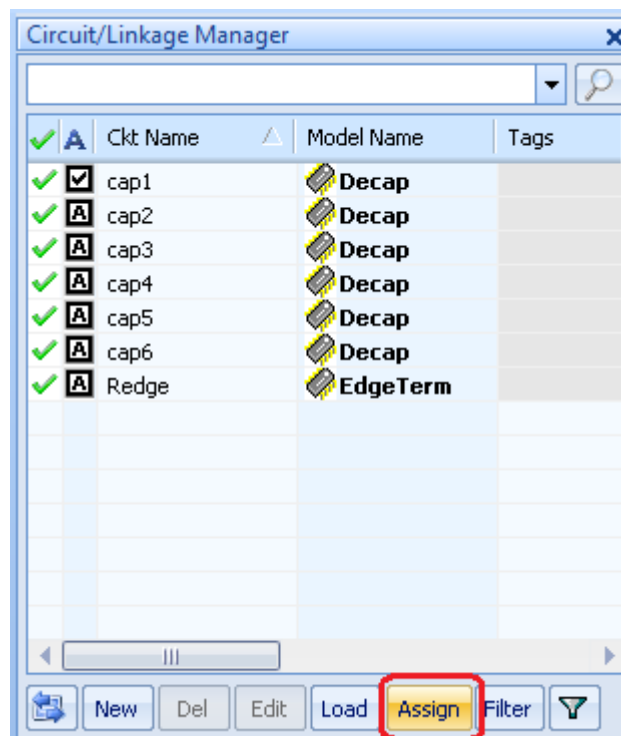 Circuit/Linkage Manager
A Ckt Name Model Name Tags
cap1 Decap
A cap2 Decap
A cap3 Decap
A cap4 Decap
A cap5 Decap
A cap6 Decap
A Redge EdgeTerm
New Del Edit Load Assign Filter